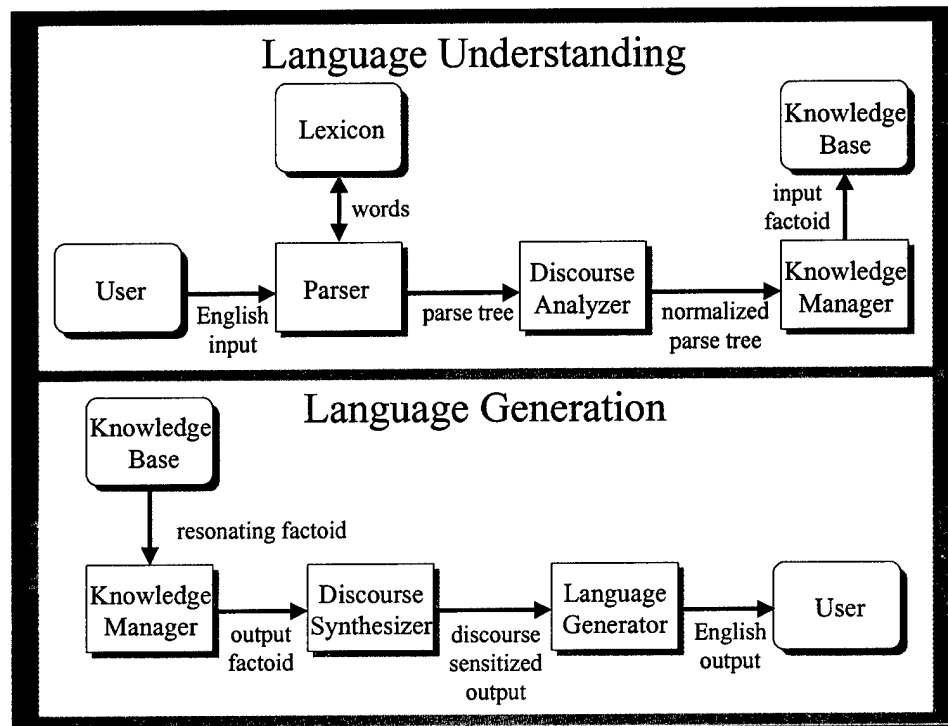 Language Understanding
Lexicon
Knowledge
Base
words
input
factoid
User
Parser
Discourse
Analyzer
Knowledge
Manager
English
input
parse tree
normalized
parse tree
Language Generation
Knowledge
Base
resonating factoid
Knowledge
Manager
Discourse
Synthesizer
Language
Generator
User
output
factoid
discourse
sensitized
output
English
output